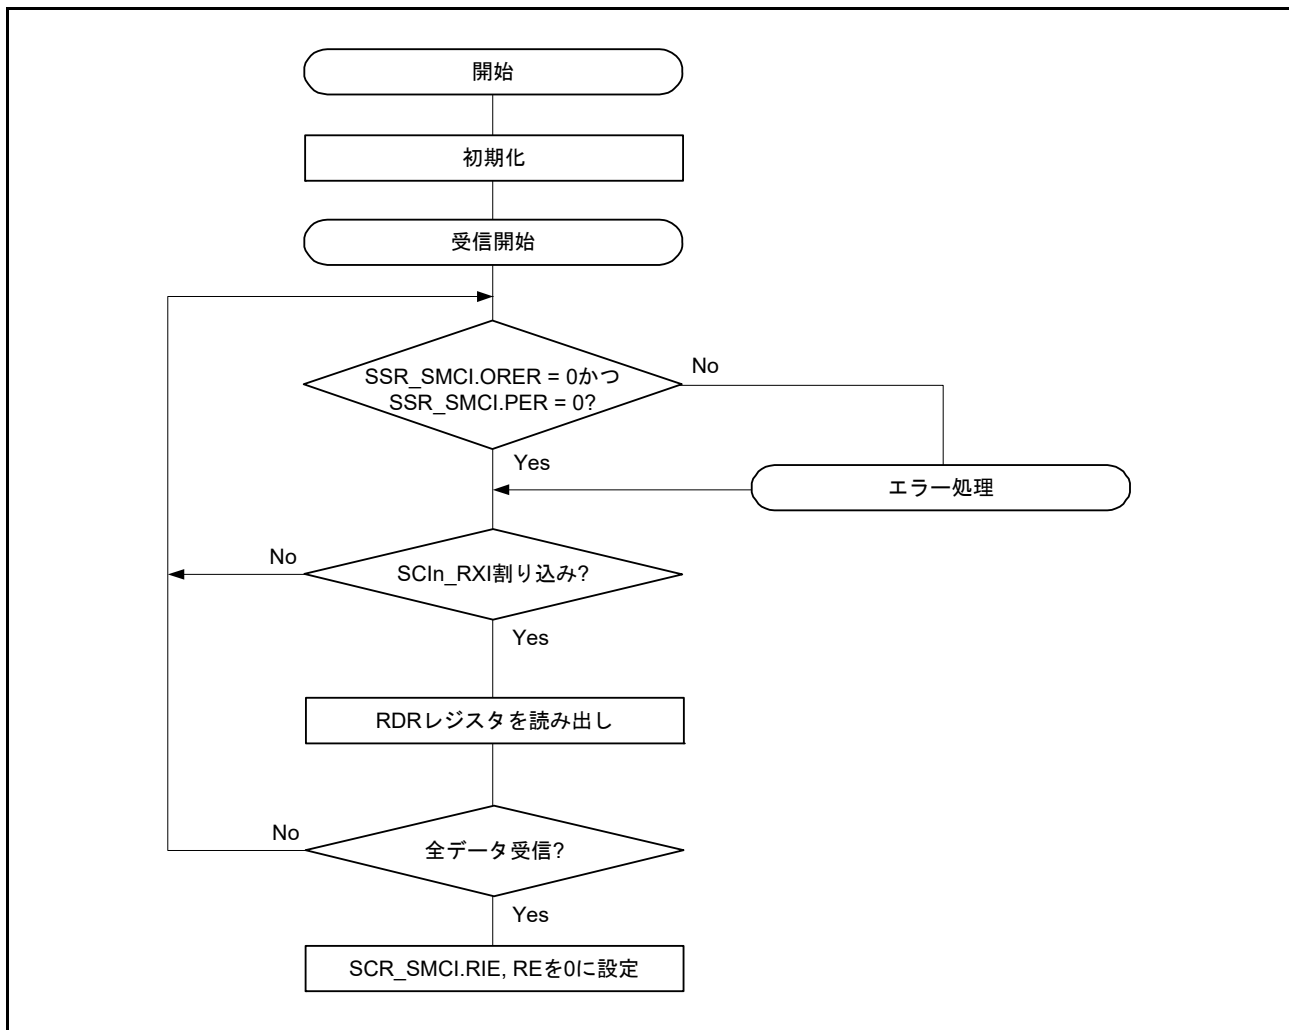 開始
初期化
受信開始
SSR_SMCI.ORER = 0かつ
SSR_SMCI.PER = 0?
No
Yes
エラー処理
No
SCIn_RXI割り込み?
Yes
RDRレジスタを読み出し
No
全データ受信?
Yes
SCR_SMCI.RIE, REを0に設定